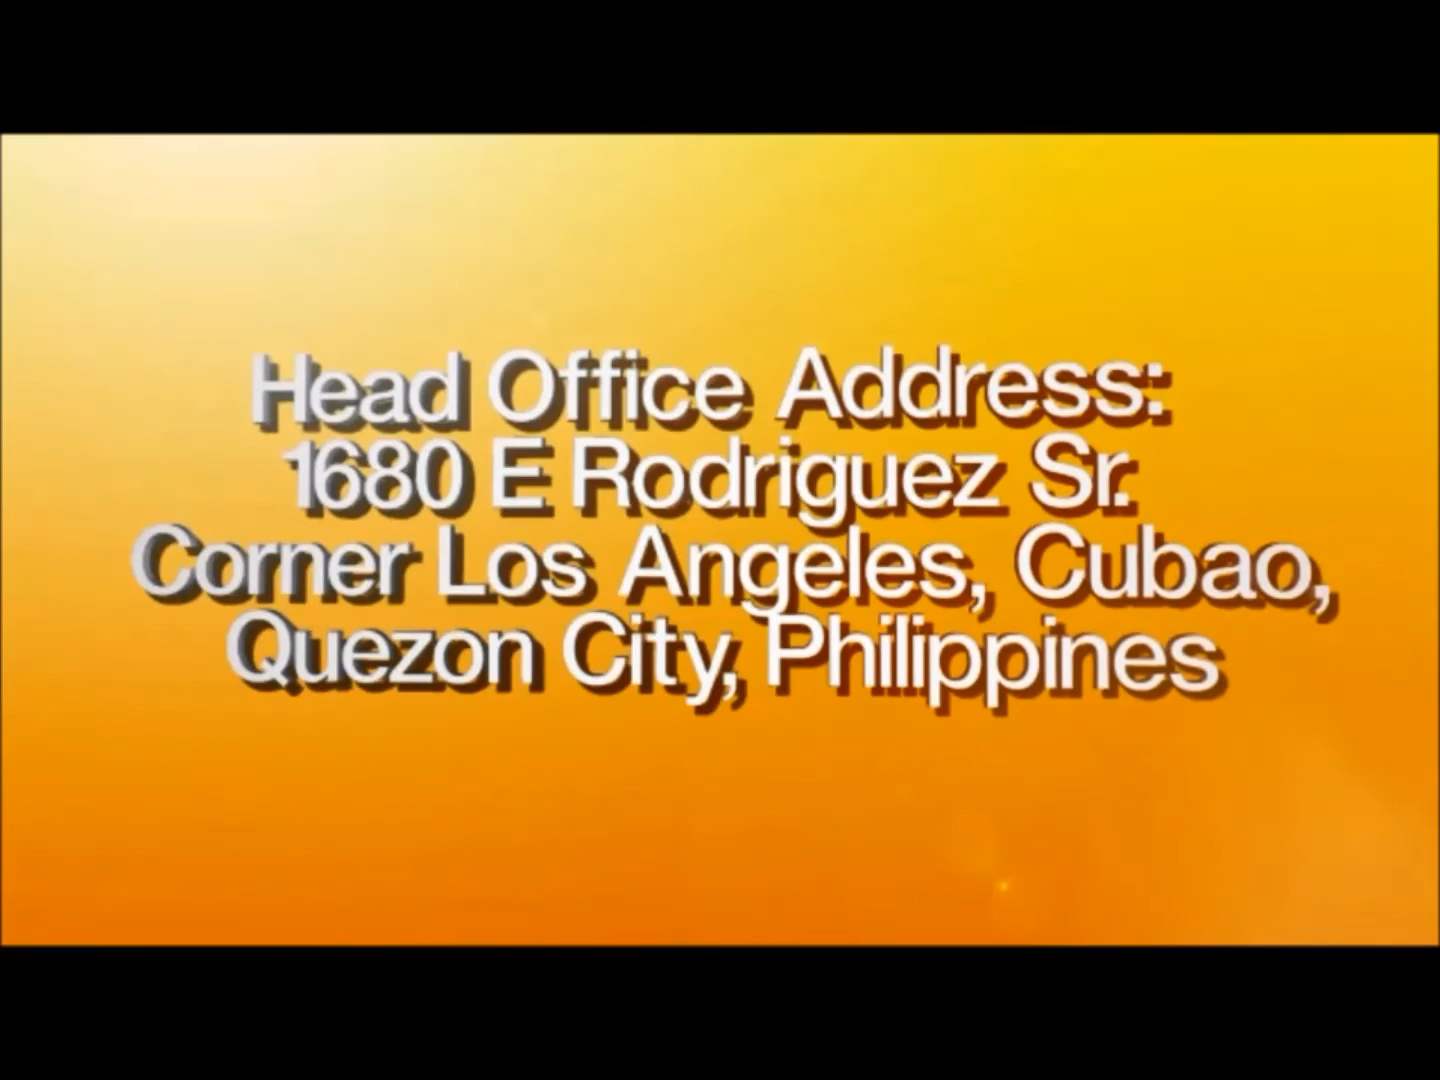 Head Office Address:
1680 E Rodriguez Sr.
Corner Los Angeles, Cubao,
Quezon City, Philippines